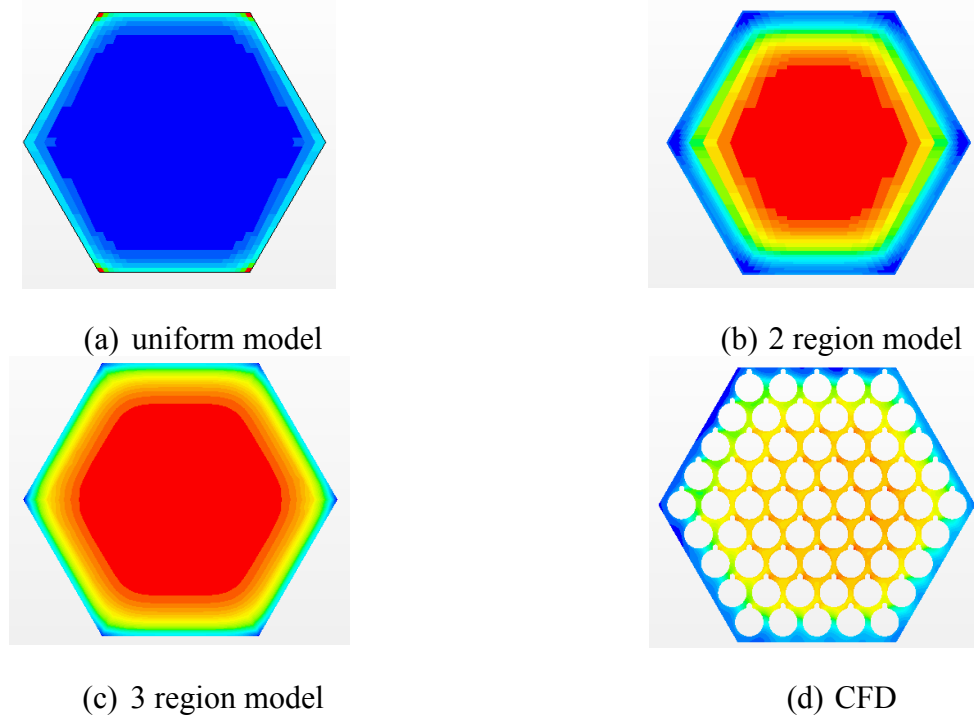 (a) uniform model
(b) 2 region model
(c) 3 region model
(d) CFD